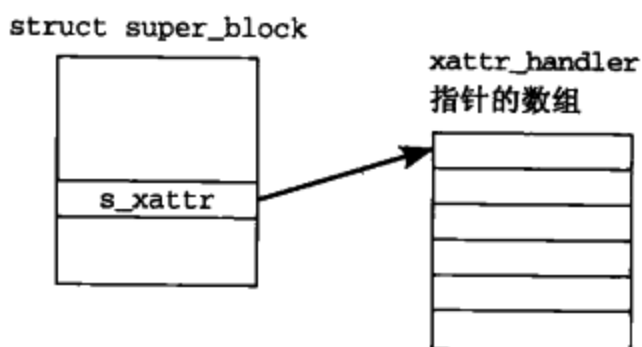 struct super_block
xattr_handler
指针的数组
s_xattr